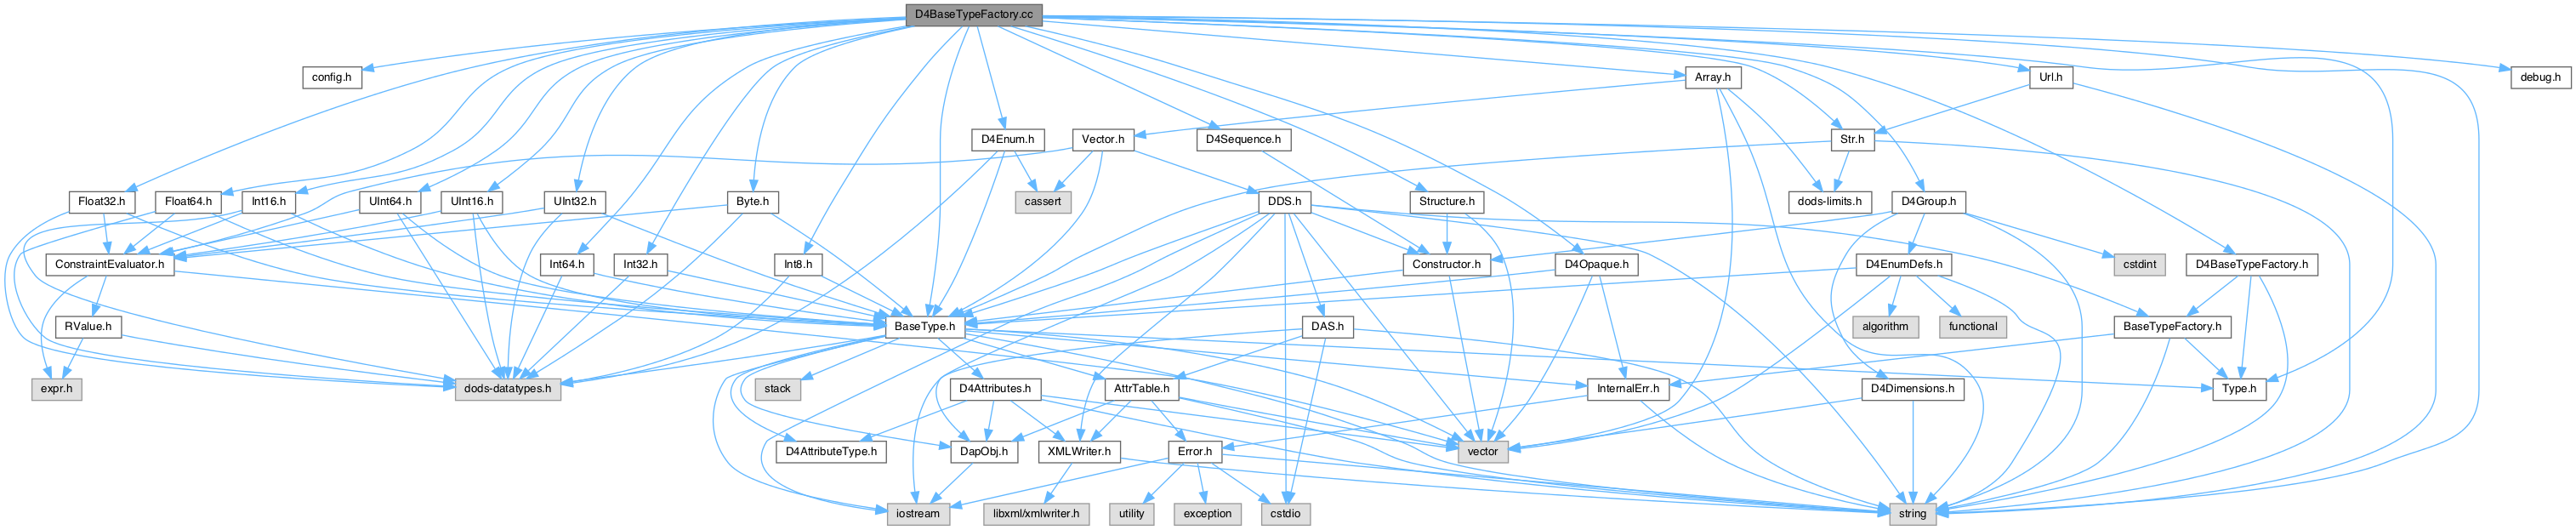 D4BaseTypeFactory.cc
config.h
Array.h
Url.h
debug.h
D4Enum.h
Vector.h
D4Sequence.h
Str.h
Float32.h
Float64.h
Int16.h
UInt64.h
UInt16.h
UInt32.h
Byte.h
cassert
DDS.h
Structure.h
dods-limits.h
D4Group.h
ConstraintEvaluator.h
Int64.h
Int32.h
Int8.h
Constructor.h
D4Opaque.h
D4EnumDefs.h
cstdint
D4BaseTypeFactory.h
RValue.h
BaseType.h
DAS.h
algorithm
functional
BaseTypeFactory.h
expr.h
dods-datatypes.h
stack
D4Attributes.h
AttrTable.h
InternalErr.h
D4Dimensions.h
Type.h
D4AttributeType.h
DapObj.h
XMLWriter.h
Error.h
vector
iostream
libxml/xmlwriter.h
utility
exception
cstdio
string